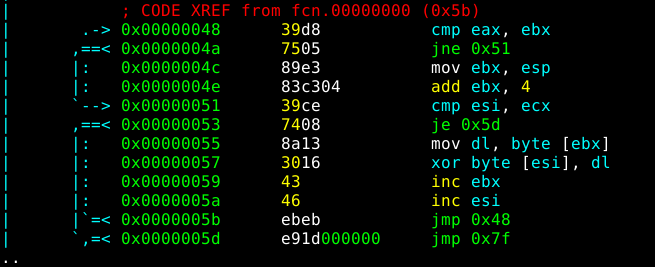 ; CODE XREF from fcn.00000000 (0x5b)
| .-> 0x00000048 39d8 cmp eax, ebx
| ,==< 0x0000004a 7505 jne 0x51
| |: 0x0000004c 89e3 mov ebx, esp
| |: 0x0000004e 83c304 add ebx, 4
| `--> 0x00000051 39ce cmp esi, ecx
| ,==< 0x00000053 7408 je 0x5d
| |: 0x00000055 8a13 mov dl, byte [ebx]
| |: 0x00000057 3016 xor byte [esi], dl
| |: 0x00000059 43 inc ebx
| |: 0x0000005a 46 inc esi
| |`=< 0x0000005b ebeb jmp 0x48
| `,=< 0x0000005d e91d000000 jmp 0x7f
..